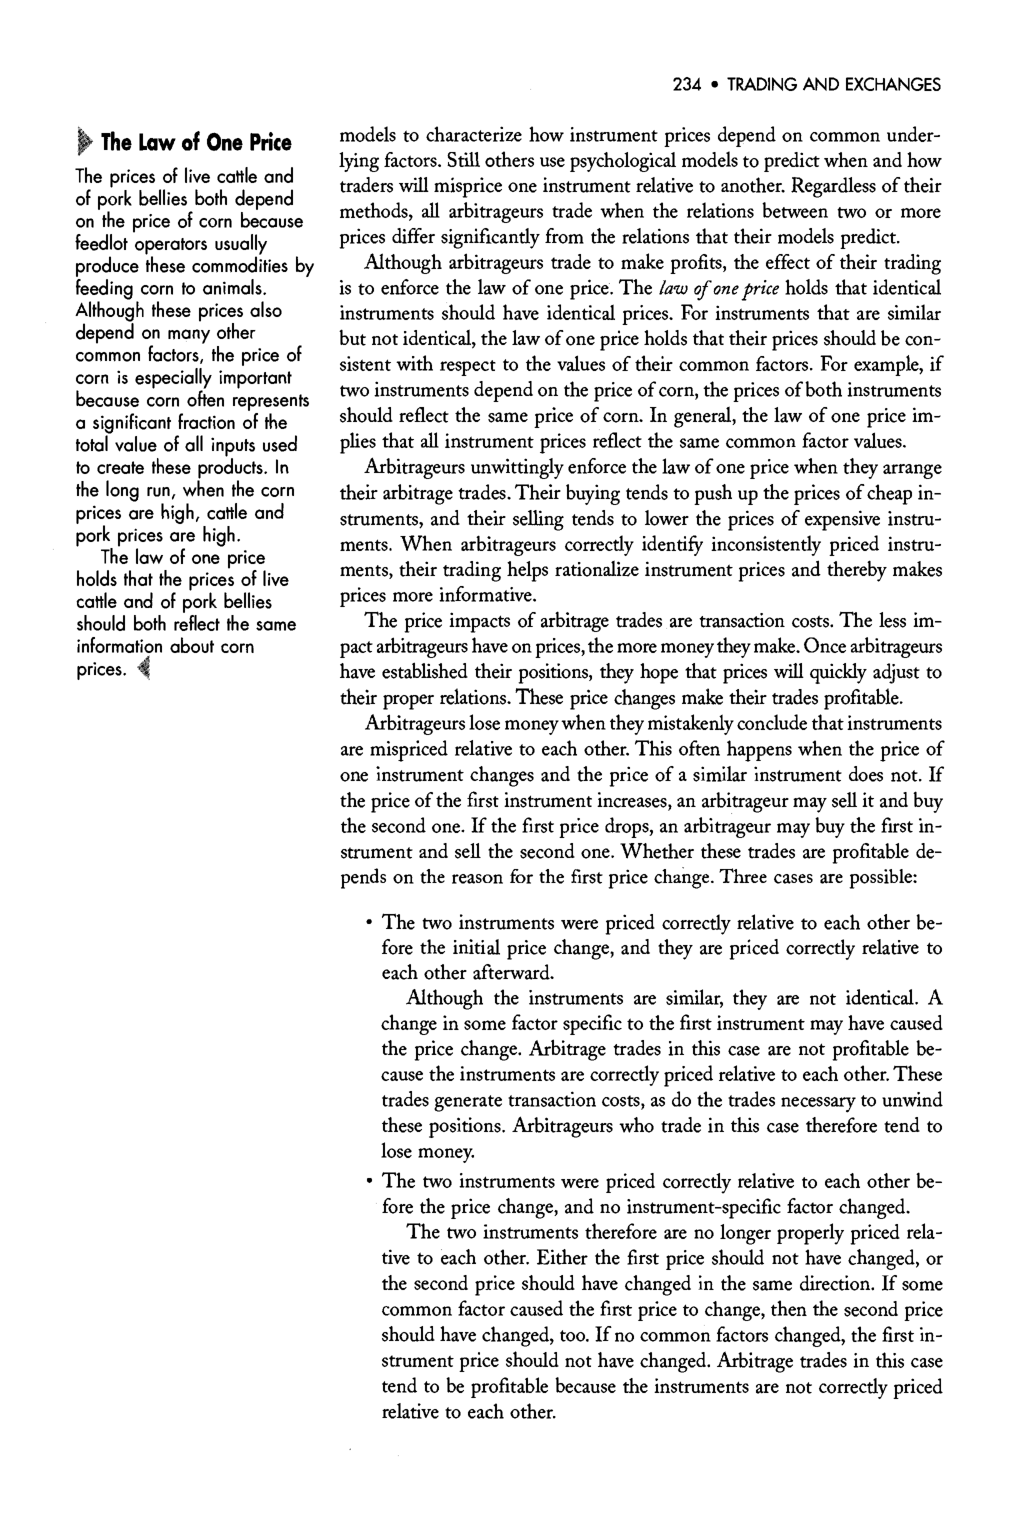 234 • TRADING AND EXCHANGES
The Law of One Price
The prices of live cattle and
of pork bellies both depend
on the price of corn because
feedlot operators usually
produce these commodities by
feeding corn to animals.
Although these prices also
depend on many other
common factors, the price of
corn is especially important
because corn often represents
a significant fraction of the
total value of all inputs used
to create these products. In
the long run, when the corn
prices are high, cattle and
pork prices are high.
The law of one price
holds that the prices of live
cattle and of pork bellies
should both reflect the same
information about corn
prices.
models to characterize how instrument prices depend on common under-
lying factors. Still others use psychological models to predict when and how
traders will misprice one instrument relative to another. Regardless of their
methods, all arbitrageurs trade when the relations between two or more
prices differ significantly from the relations that their models predict.
Although arbitrageurs trade to make profits, the effect of their trading
is to enforce the law of one price. The law of one price holds that identical
instruments should have identical prices. For instruments that are similar
but not identical, the law of one price holds that their prices should be con-
sistent with respect to the values of their common factors. For example, if
two instruments depend on the price of corn, the prices of both instruments
should reflect the same price of corn. In general, the law of one price im-
plies that all instrument prices reflect the same common factor values.
Arbitrageurs unwittingly enforce the law of one price when they arrange
their arbitrage trades. Their buying tends to push up the prices of cheap in-
struments, and their selling tends to lower the prices of expensive instru-
ments. When arbitrageurs correctly identify inconsistently priced instru-
ments, their trading helps rationalize instrument prices and thereby makes
prices more informative.
The price impacts of arbitrage trades are transaction costs. The less im-
pact arbitrageurs have on prices, the more money they make. Once arbitrageurs
have established their positions, they hope that prices will quickly adjust to
their proper relations. These price changes make their trades profitable.
Arbitrageurs lose money when they mistakenly conclude that instruments
are mispriced relative to each other. This often happens when the price of
one instrument changes and the price of a similar instrument does not. If
the price of the first instrument increases, an arbitrageur may sell it and buy
the second one. If the first price drops, an arbitrageur may buy the first in-
strument and sell the second one. Whether these trades are profitable de-
pends on the reason for the first price change. Three cases are possible:
• The two instruments were priced correctly relative to each other be-
fore the initial price change, and they are priced correctly relative to
each other afterward.
Although the instruments are similar, they are not identical. A
change in some factor specific to the first instrument may have caused
the price change. Arbitrage trades in this case are not profitable be-
cause the instruments are correctly priced relative to each other. These
trades generate transaction costs, as do the trades necessary to unwind
these positions. Arbitrageurs who trade in this case therefore tend to
lose money.
• The two instruments were priced correctly relative to each other be-
fore the price change, and no instrument-specific factor changed.
The two instruments therefore are no longer properly priced rela-
tive to each other. Either the first price should not have changed, or
the second price should have changed in the same direction. If some
common factor caused the first price to change, then the second price
should have changed, too. If no common factors changed, the first in-
strument price should not have changed. Arbitrage trades in this case
tend to be profitable because the instruments are not correctly priced
relative to each other.